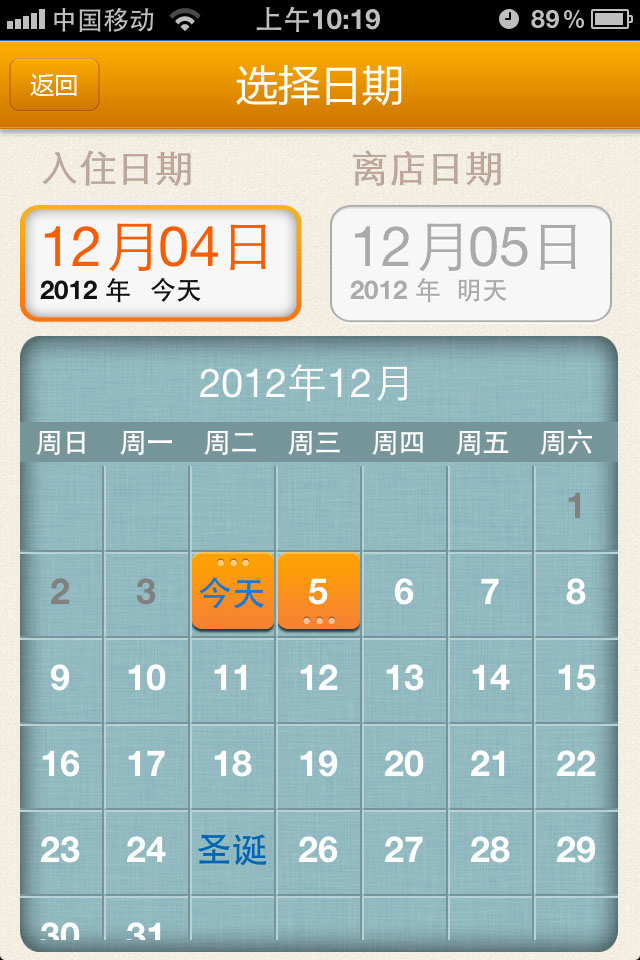 中国移动 上午10:19 89%
返回 选择日期
入住日期 离店日期
12月04日 12月05日
2012 年 今天 2012 年 明天
2012年12月
周日 周一 周二 周三 周四 周五 周六
1
2 3 今天 5 6 7 8
9 10 11 12 13 14 15
16 17 18 19 20 21 22
23 24 圣诞 26 27 28 29
30 31